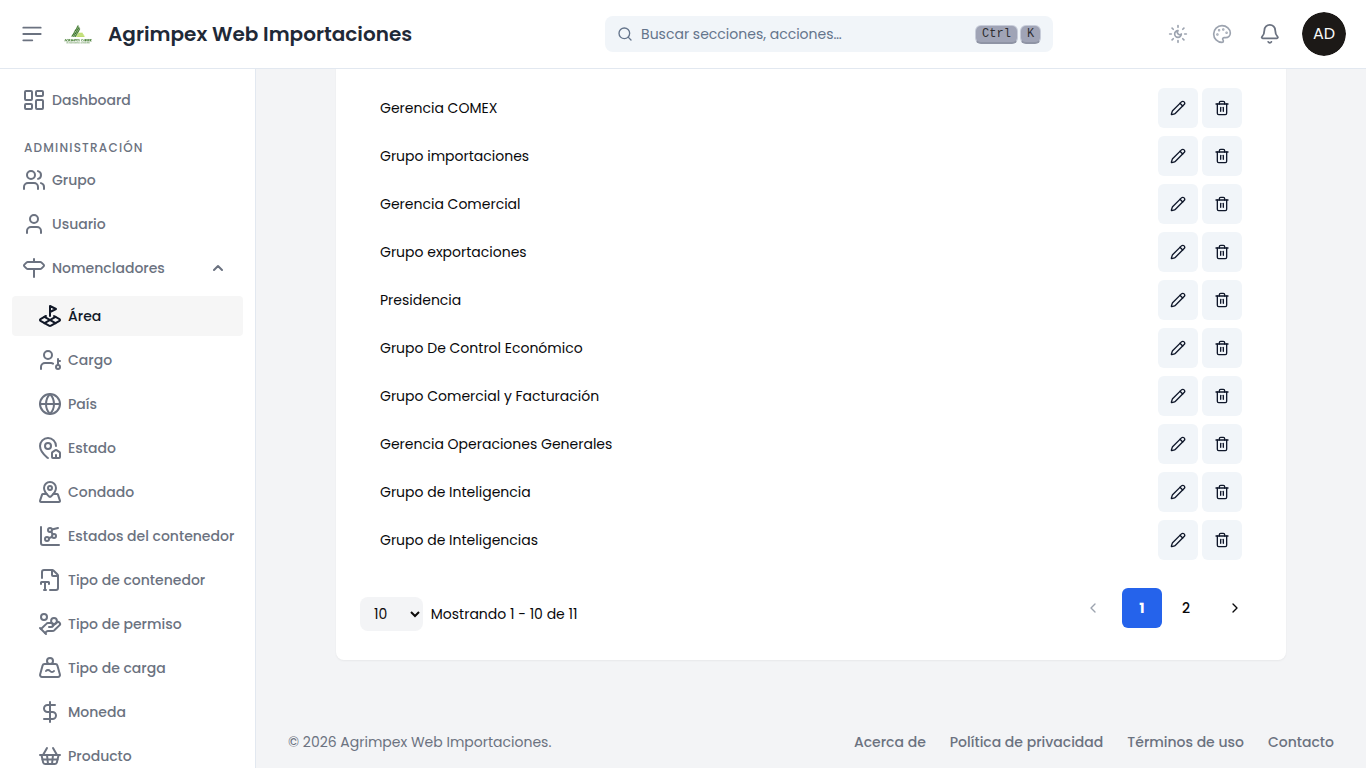 Agrimpex Web Importaciones
Buscar secciones, acciones...
Ctrl K
AD
Dashboard
ADMINISTRACIÓN
Grupo
Usuario
Nomencladores
Área
Cargo
País
Estado
Condado
Estados del contenedor
Tipo de contenedor
Tipo de permiso
Tipo de carga
Moneda
Producto
Gerencia COMEX
Grupo importaciones
Gerencia Comercial
Grupo exportaciones
Presidencia
Grupo De Control Económico
Grupo Comercial y Facturación
Gerencia Operaciones Generales
Grupo de Inteligencia
Grupo de Inteligencias
10 Mostrando 1 - 10 de 11
1 2
© 2026 Agrimpex Web Importaciones.
Acerca de Política de privacidad Términos de uso Contacto